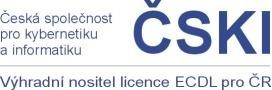 Česká společnost
pro kybernetiku
a informatiku
ČSKI
Výhradní nositel licence ECDL pro ČR